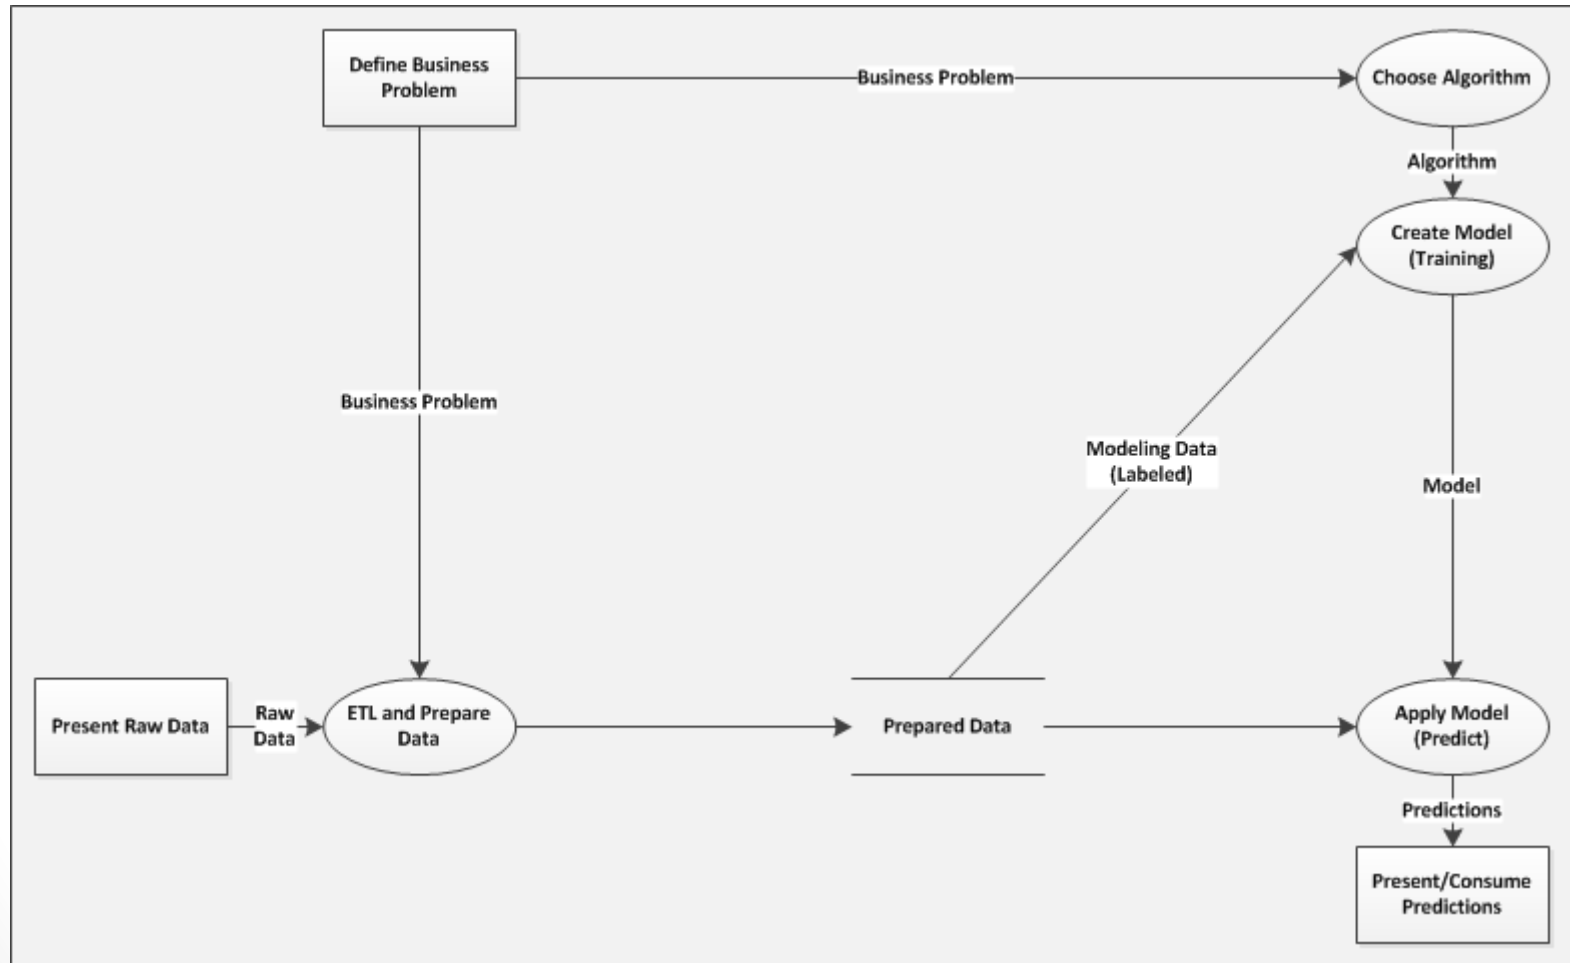 Define Business
Problem
Business Problem
Choose Algorithm
Algorithm
Create Model
(Training)
Business Problem
Modeling Data
(Labeled)
Model
Present Raw Data
Raw
Data
ETL and Prepare
Data
Prepared Data
Apply Model
(Predict)
Predictions
Present/Consume
Predictions